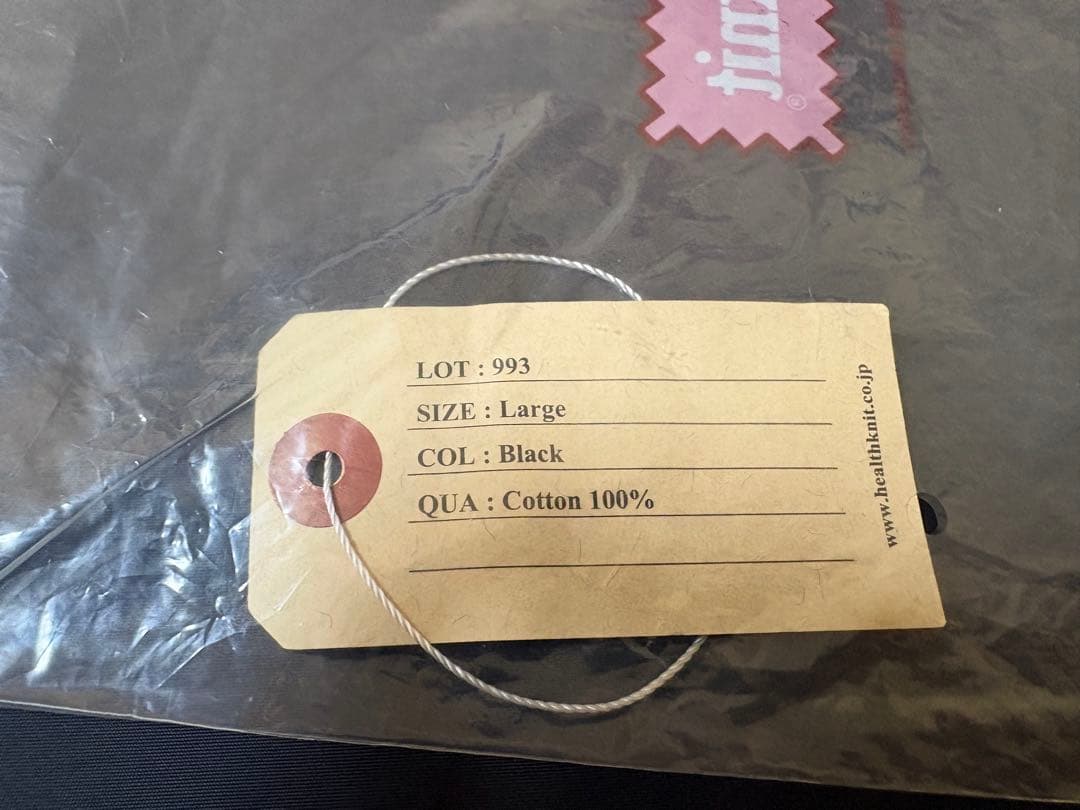 LOT : 993
SIZE : Large
COL : Black
QUA : Cotton 100%
www.healthknit.co.jp
©